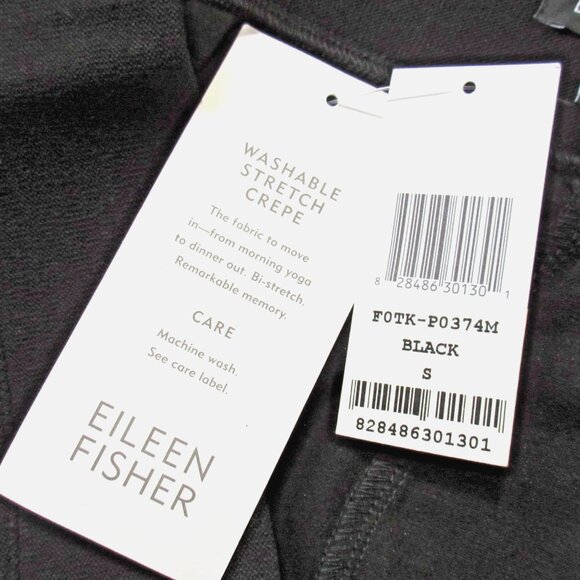 WASHABLE
STRETCH
CREPE
The fabric to move
in—from morning yoga
to dinner out. Bi-stretch.
Remarkable memory.
CARE
Machine wash.
See care label.
EILEEN
FISHER
8 28486 30130 1
F0TK-P0374M
BLACK
S
828486301301